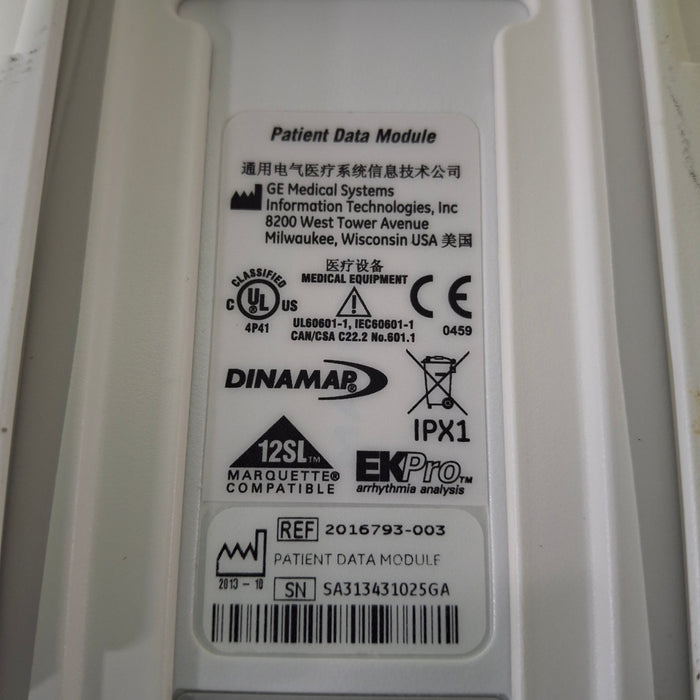 Patient Data Module
通用电气医疗系统信息技术公司
GE Medical Systems
Information Technologies, Inc
8200 West Tower Avenue
Milwaukee, Wisconsin USA 美国
医疗设备
MEDICAL EQUIPMENT
CLASSIFIED
C UL US
4P41
UL60601-1, IEC60601-1
CAN/CSA C22.2 No.601.1
CE
0459
DINAMAP®
IPX1
12SL™
MARQUETTE®
COMPATIBLE
EKPro™
arrhythmia analysis
REF 2016793-003
PATIENT DATA MODULE
2013-10
SN SA313431025GA